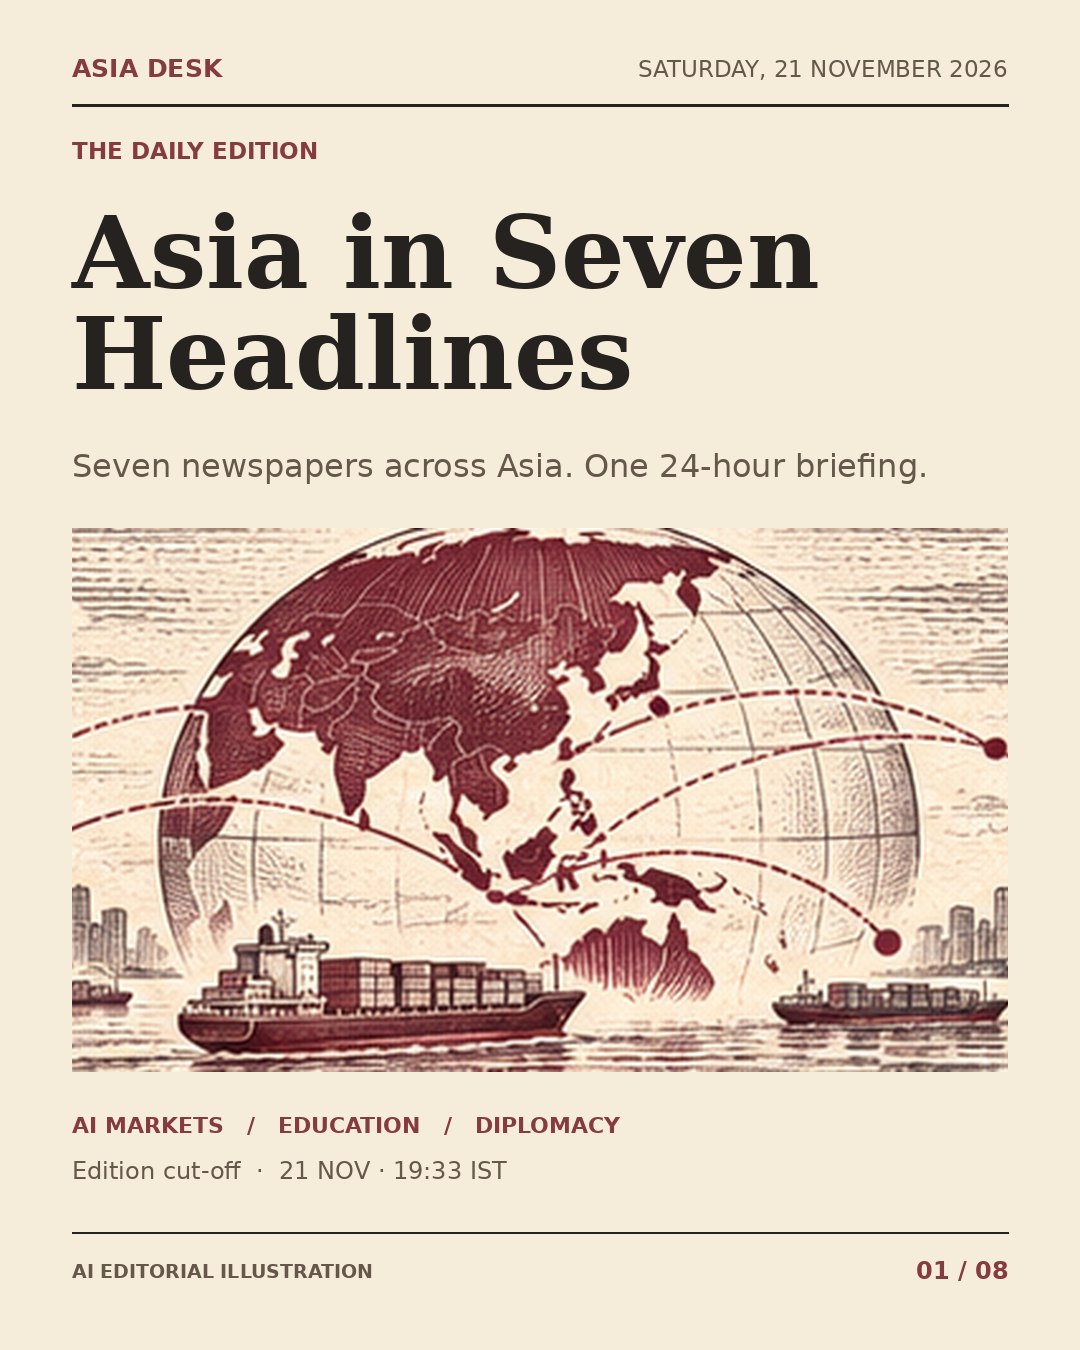 ASIA DESK
SATURDAY, 21 NOVEMBER 2026
THE DAILY EDITION
Asia in Seven
Headlines
Seven newspapers across Asia. One 24-hour briefing.
AI MARKETS / EDUCATION / DIPLOMACY
Edition cut-off · 21 NOV · 19:33 IST
AI EDITORIAL ILLUSTRATION
01 / 08